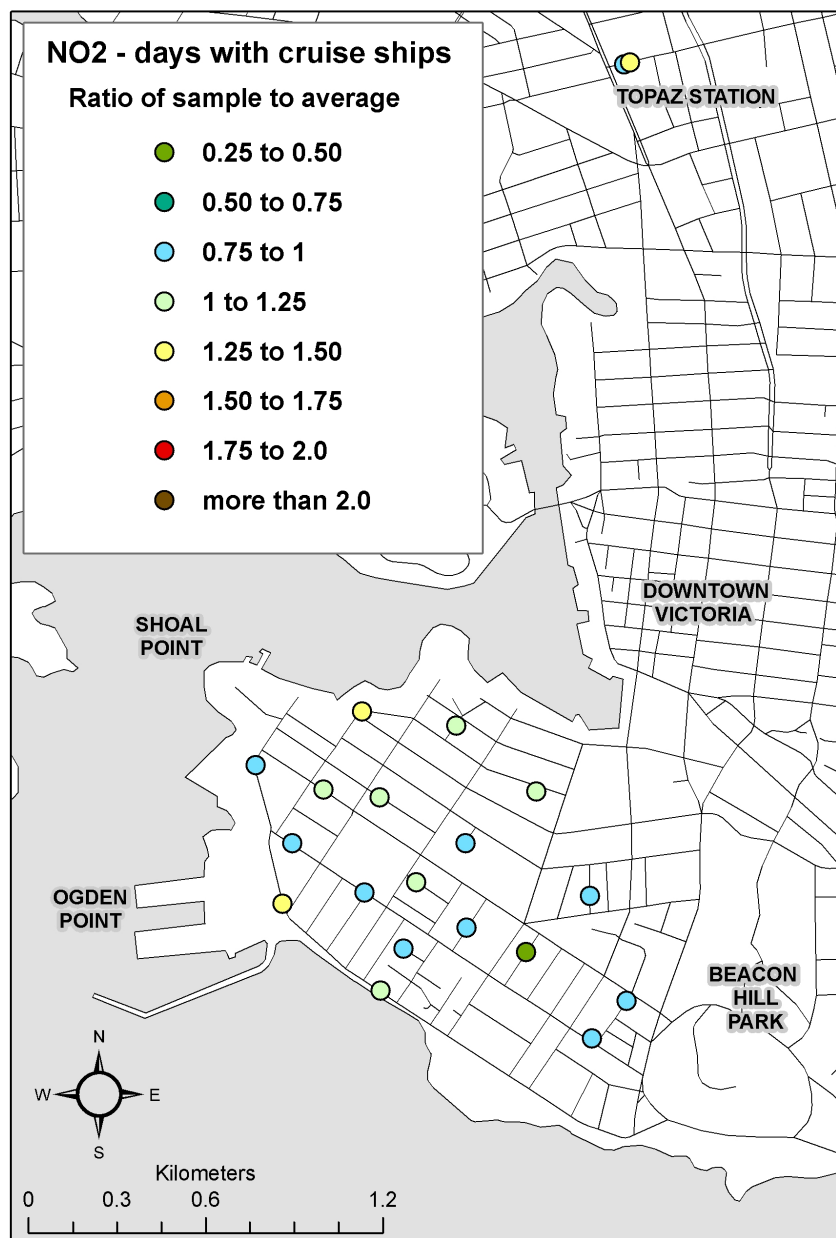 NO2 - days with cruise ships
Ratio of sample to average
0.25 to 0.50
0.50 to 0.75
0.75 to 1
1 to 1.25
1.25 to 1.50
1.50 to 1.75
1.75 to 2.0
more than 2.0
TOPAZ STATION
DOWNTOWN
VICTORIA
SHOAL
POINT
OGDEN
POINT
BEACON
HILL
PARK
N
W
E
S
Kilometers
0 0.3 0.6 1.2